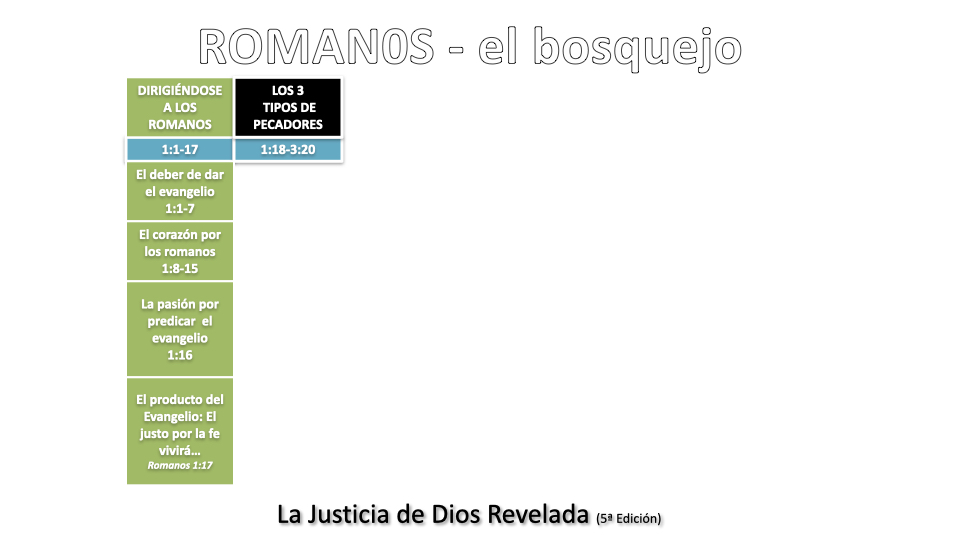 ROMAN0S - el bosquejo
DIRIGIÉNDOSE
A LOS
ROMANOS
LOS 3
TIPOS DE
PECADORES
1:1-17
1:18-3:20
El deber de dar
el evangelio
1:1-7
El corazón por
los romanos
1:8-15
La pasión por
predicar el
evangelio
1:16
El producto del
Evangelio: El
justo por la fe
vivirá...
Romanos 1:17
La Justicia de Dios Revelada (5ª Edición)